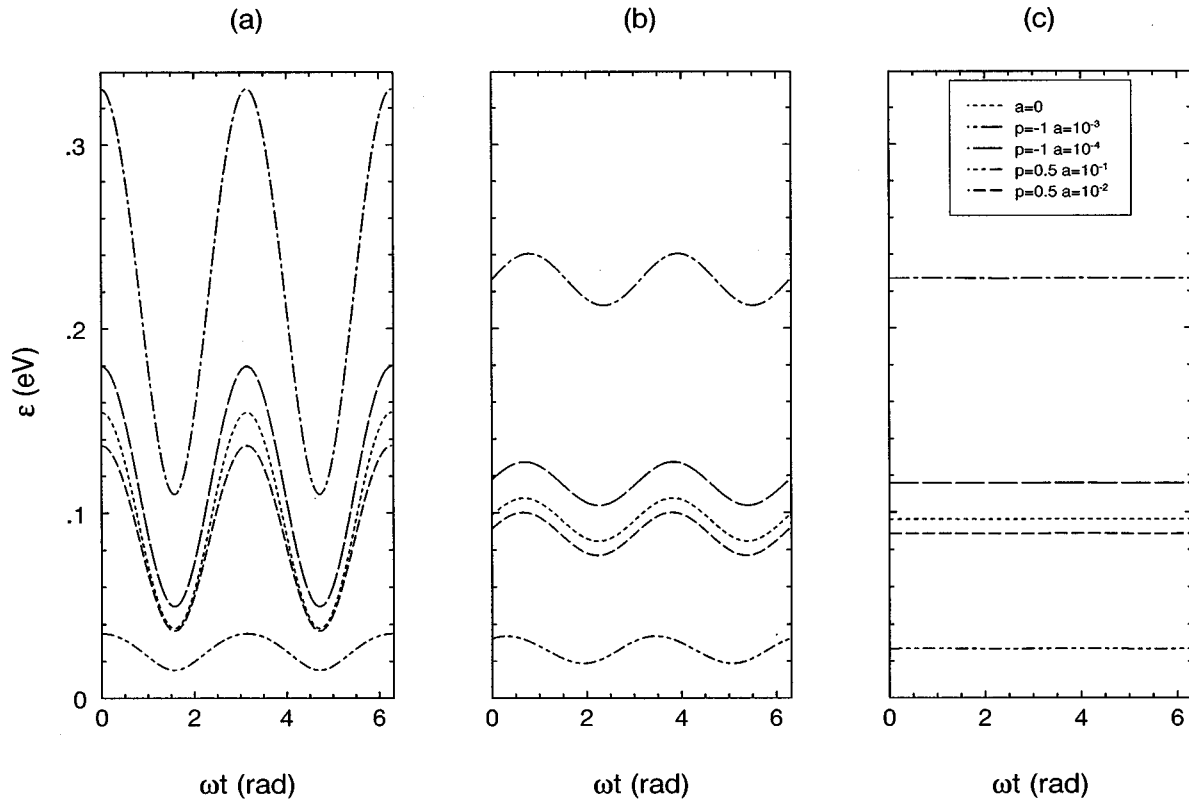 (a)
(b)
(c)
a=0
p=-1 a=10⁻³
p=-1 a=10⁻⁴
p=0.5 a=10⁻¹
p=0.5 a=10⁻²
.3
.2
.1
0
ε (eV)
0 2 4 6
0 2 4 6
0 2 4 6
ωt (rad)
ωt (rad)
ωt (rad)